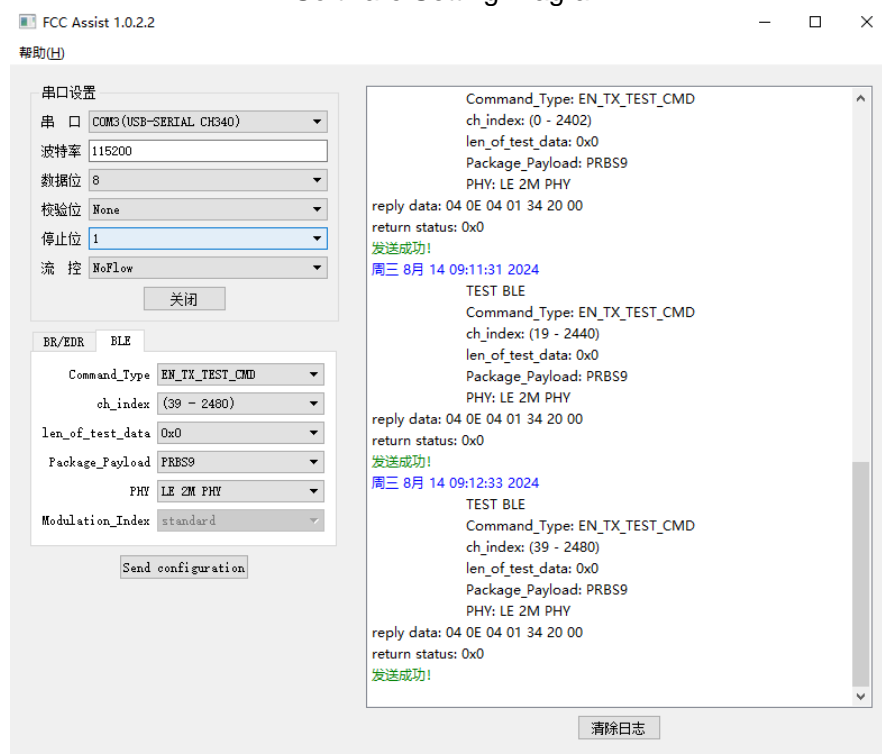 FCC Assist 1.0.2.2
帮助(H)
串口设置
串 口 COM3(USB-SERIAL CH340)
波特率 115200
数据位 8
校验位 None
停止位 1
流 控 NoFlow
关闭
BR/EDR BLE
Command_Type EN_TX_TEST_CMD
ch_index (39 - 2480)
len_of_test_data 0x0
Package_Payload PRBS9
PHY LE 2M PHY
Modulation_Index standard
Send configuration
Command_Type: EN_TX_TEST_CMD
ch_index: (0 - 2402)
len_of_test_data: 0x0
Package_Payload: PRBS9
PHY: LE 2M PHY
reply data: 04 0E 04 01 34 20 00
return status: 0x0
发送成功!
周三 8月 14 09:11:31 2024
TEST BLE
Command_Type: EN_TX_TEST_CMD
ch_index: (19 - 2440)
len_of_test_data: 0x0
Package_Payload: PRBS9
PHY: LE 2M PHY
reply data: 04 0E 04 01 34 20 00
return status: 0x0
发送成功!
周三 8月 14 09:12:33 2024
TEST BLE
Command_Type: EN_TX_TEST_CMD
ch_index: (39 - 2480)
len_of_test_data: 0x0
Package_Payload: PRBS9
PHY: LE 2M PHY
reply data: 04 0E 04 01 34 20 00
return status: 0x0
发送成功!
清除日志